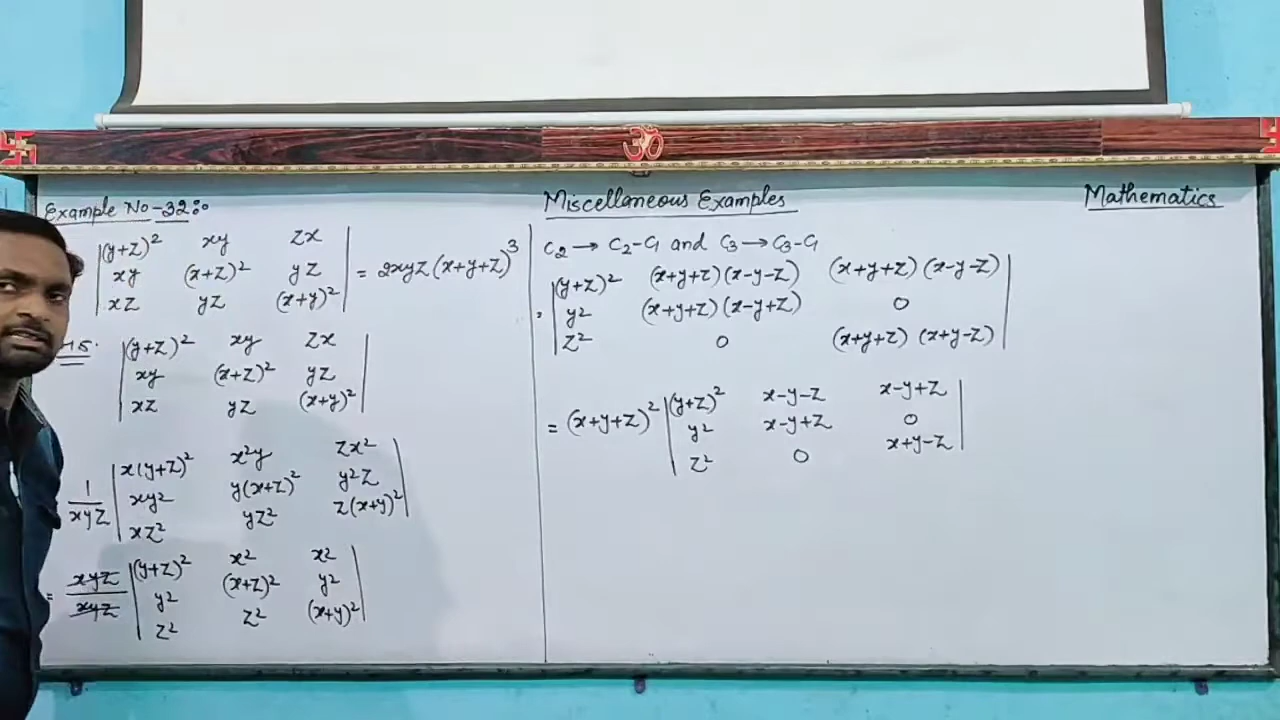 Example No-32:-
Miscellaneous Examples
Mathematics
| (y+z)² xy zx |
| xy (x+z)² yz | = 2xyz(x+y+z)³
| xz yz (x+y)² |
H.S. | (y+z)² xy zx |
| xy (x+z)² yz |
| xz yz (x+y)² |
1/xyz | x(y+z)² x²y zx² |
| xy² y(x+z)² y²z |
| xz² yz² z(x+y)² |
= xyz/xyz | (y+z)² x² x² |
| y² (x+z)² y² |
| z² z² (x+y)² |
C₂ → C₂-C₁ and C₃ → C₃-C₁
| (y+z)² (x+y+z)(x-y-z) (x+y+z)(x-y-z) |
| y² (x+y+z)(x-y+z) 0 |
| z² 0 (x+y+z) (x+y-z) |
= (x+y+z)² | (y+z)² x-y-z x-y+z |
| y² x-y+z 0 |
| z² 0 x+y-z |